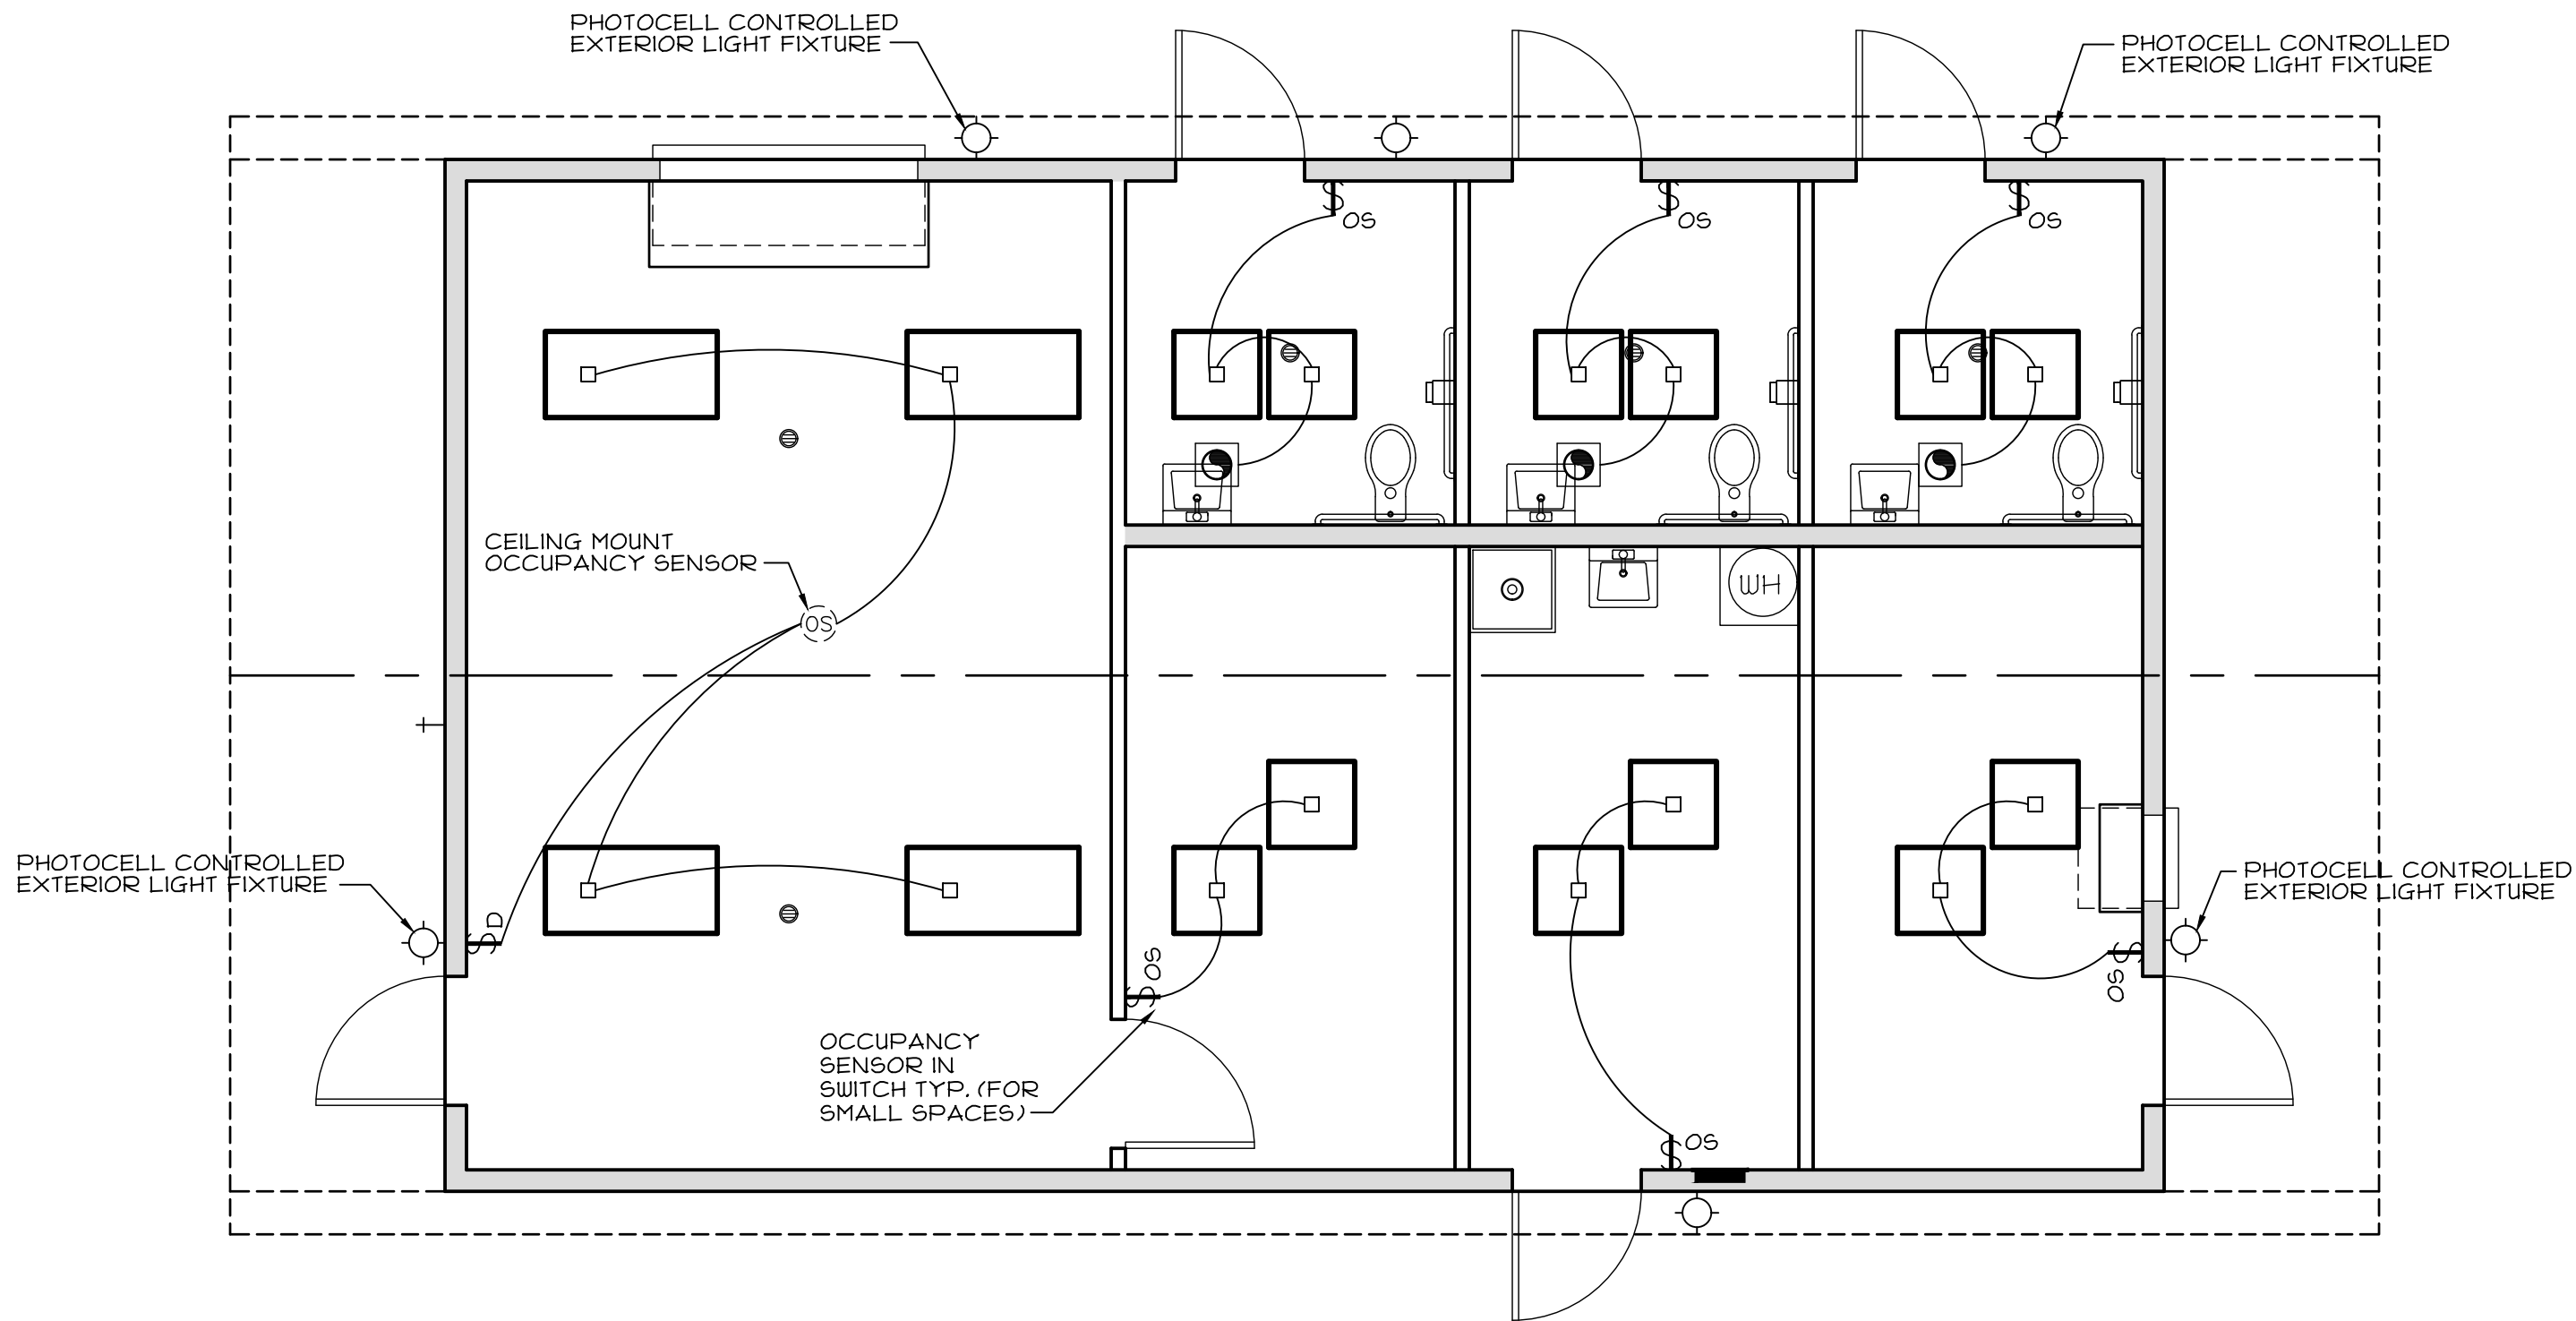 PHOTOCELL CONTROLLED
EXTERIOR LIGHT FIXTURE
PHOTOCELL CONTROLLED
EXTERIOR LIGHT FIXTURE
$
OS
$
OS
$
OS
CEILING MOUNT
OCCUPANCY SENSOR
OS
WH
PHOTOCELL CONTROLLED
EXTERIOR LIGHT FIXTURE
PHOTOCELL CONTROLLED
EXTERIOR LIGHT FIXTURE
$ D
$ OS
$
OS
OCCUPANCY
SENSOR IN
SWITCH TYP. (FOR
SMALL SPACES)
$ OS